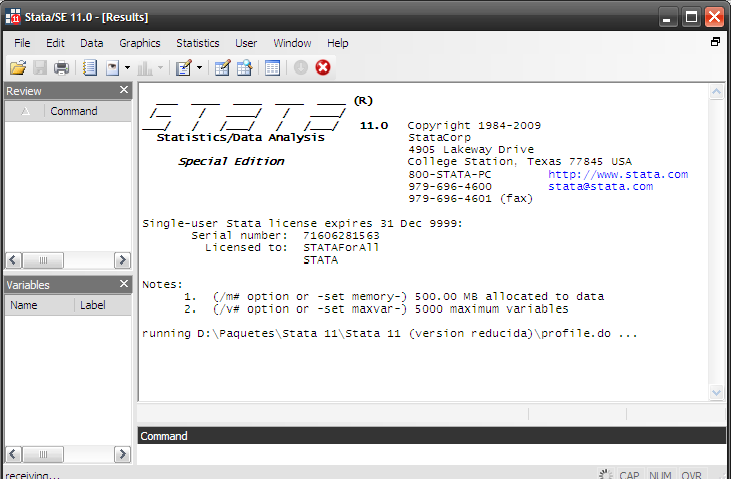 Stata/SE 11.0 - [Results]
File Edit Data Graphics Statistics User Window Help
Review
Command
(R)
STATA 11.0 Copyright 1984-2009
Statistics/Data Analysis StataCorp
4905 Lakeway Drive
Special Edition College Station, Texas 77845 USA
800-STATA-PC http://www.stata.com
979-696-4600 stata@stata.com
979-696-4601 (fax)
Single-user Stata license expires 31 Dec 9999:
Serial number: 71606281563
Licensed to: STATAForAll
STATA
Variables
Name Label
Notes:
1. (/m# option or -set memory-) 500.00 MB allocated to data
2. (/v# option or -set maxvar-) 5000 maximum variables
running D:\Paquetes\Stata 11\Stata 11 (version reducida)\profile.do ...
Command
receiving... CAP NUM OVR